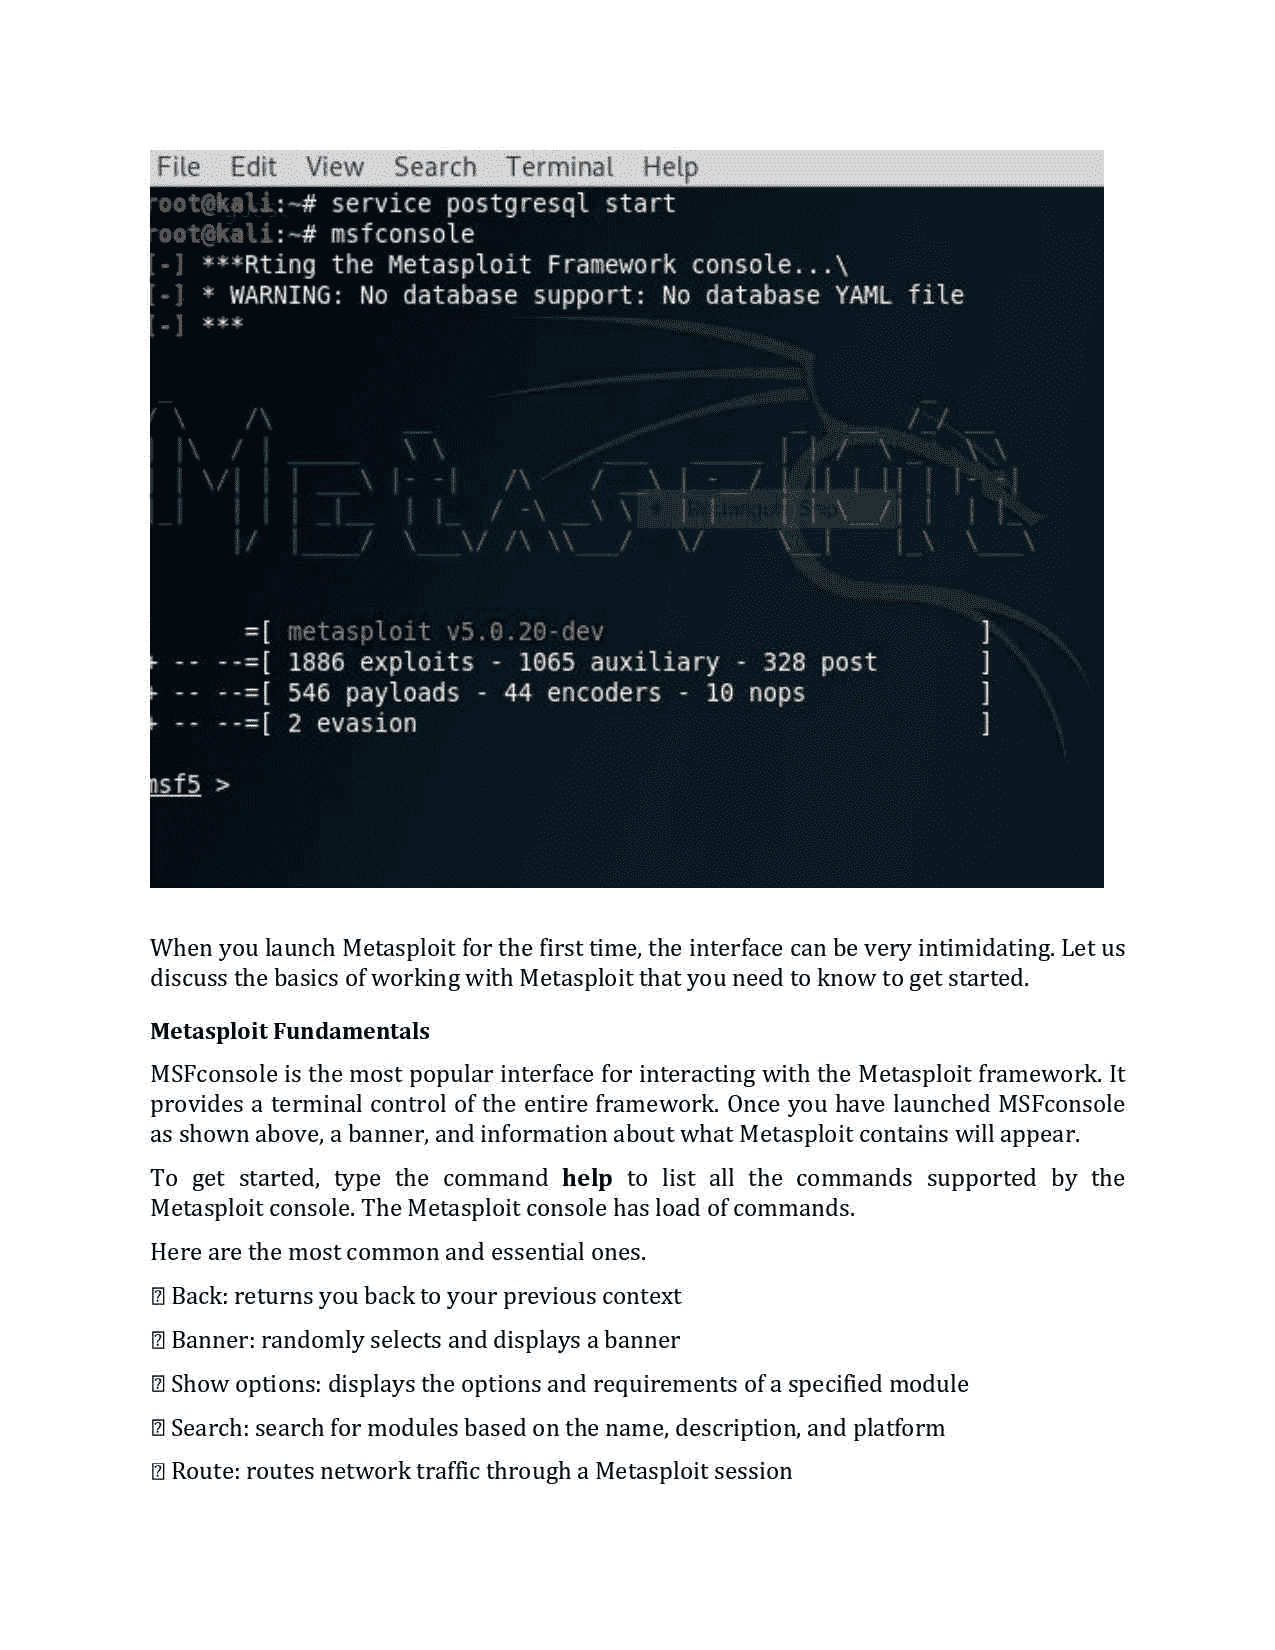 File Edit View Search Terminal Help
root@kali:~# service postgresql start
root@kali:~# msfconsole
[-] ***Rting the Metasploit Framework console...\
[-] * WARNING: No database support: No database YAML file
[-] ***
METASPLOIT
=[ metasploit v5.0.20-dev ]
+ -- --=[ 1886 exploits - 1065 auxiliary - 328 post ]
+ -- --=[ 546 payloads - 44 encoders - 10 nops ]
+ -- --=[ 2 evasion ]
msf5 >
When you launch Metasploit for the first time, the interface can be very intimidating. Let us
discuss the basics of working with Metasploit that you need to know to get started.
Metasploit Fundamentals
MSFconsole is the most popular interface for interacting with the Metasploit framework. It
provides a terminal control of the entire framework. Once you have launched MSFconsole
as shown above, a banner, and information about what Metasploit contains will appear.
To get started, type the command help to list all the commands supported by the
Metasploit console. The Metasploit console has load of commands.
Here are the most common and essential ones.
⍰ Back: returns you back to your previous context
⍰ Banner: randomly selects and displays a banner
⍰ Show options: displays the options and requirements of a specified module
⍰ Search: search for modules based on the name, description, and platform
⍰ Route: routes network traffic through a Metasploit session